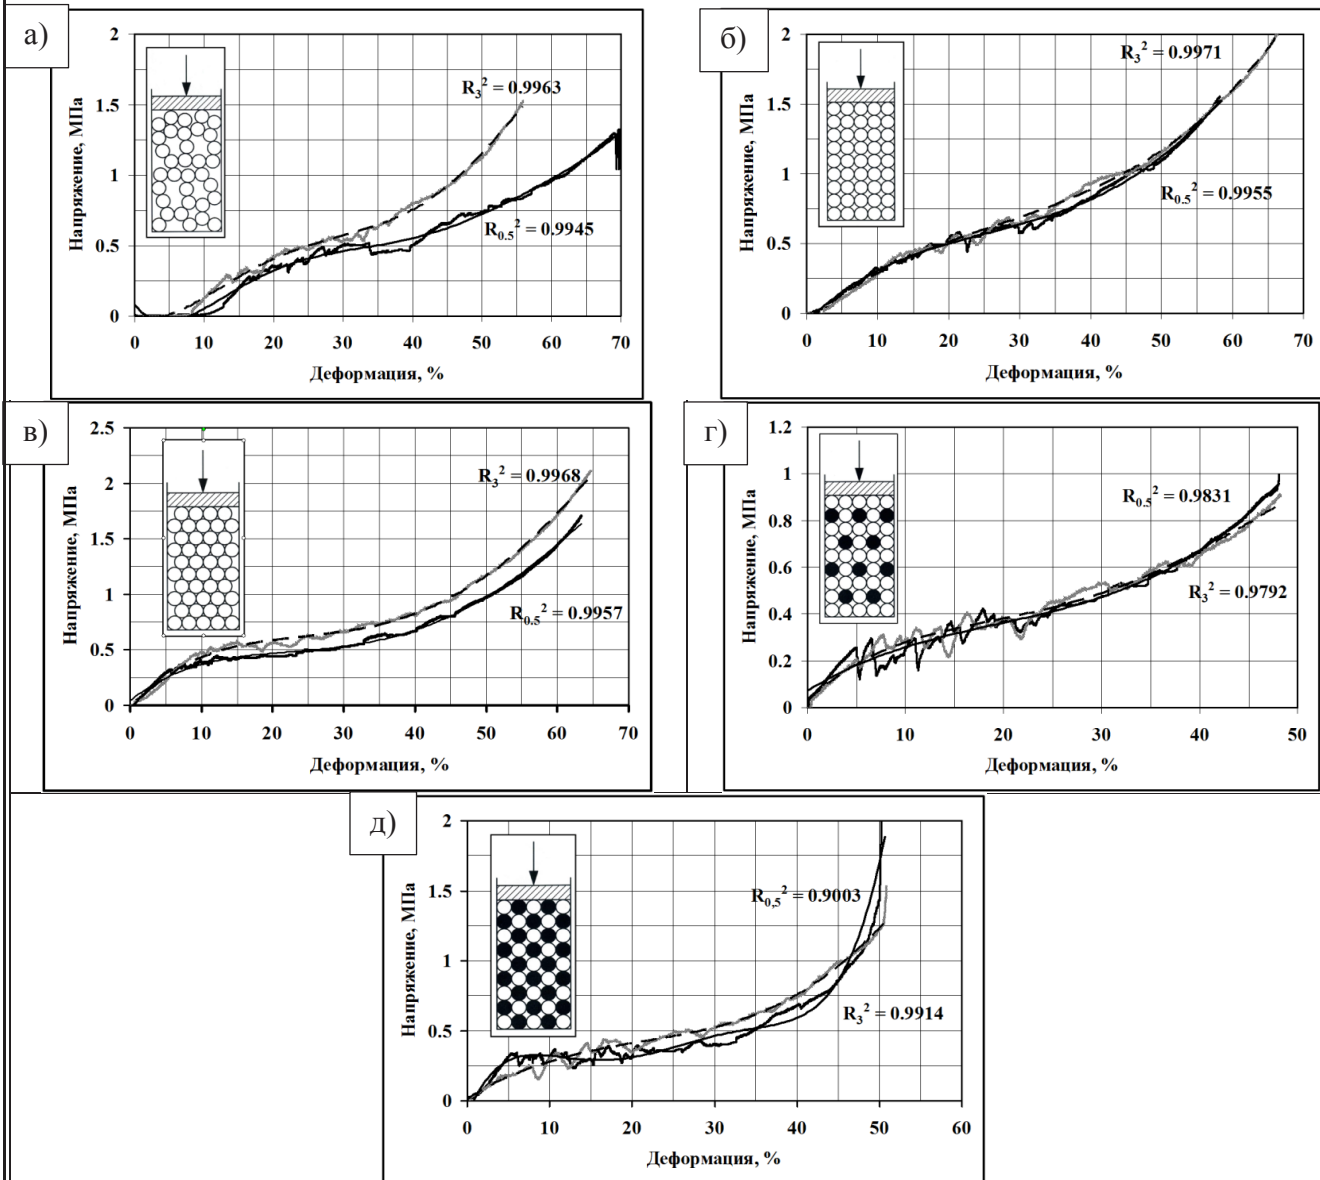 а)
Напряжение, МПа
2
1.5
1
0.5
0
R₃² = 0.9963
R₀.₅² = 0.9945
0 10 20 30 40 50 60 70
Деформация, %
б)
Напряжение, МПа
2
1.5
1
0.5
0
R₃² = 0.9971
R₀.₅² = 0.9955
0 10 20 30 40 50 60 70
Деформация, %
в)
Напряжение, МПа
2.5
2
1.5
1
0.5
0
R₃² = 0.9968
R₀.₅² = 0.9957
0 10 20 30 40 50 60 70
Деформация, %
г)
Напряжение, МПа
1.2
1
0.8
0.6
0.4
0.2
0
R₀.₅² = 0.9831
R₃² = 0.9792
0 10 20 30 40 50
Деформация, %
д)
Напряжение, МПа
2
1.5
1
0.5
0
R₀,₅² = 0.9003
R₃² = 0.9914
0 10 20 30 40 50 60
Деформация, %